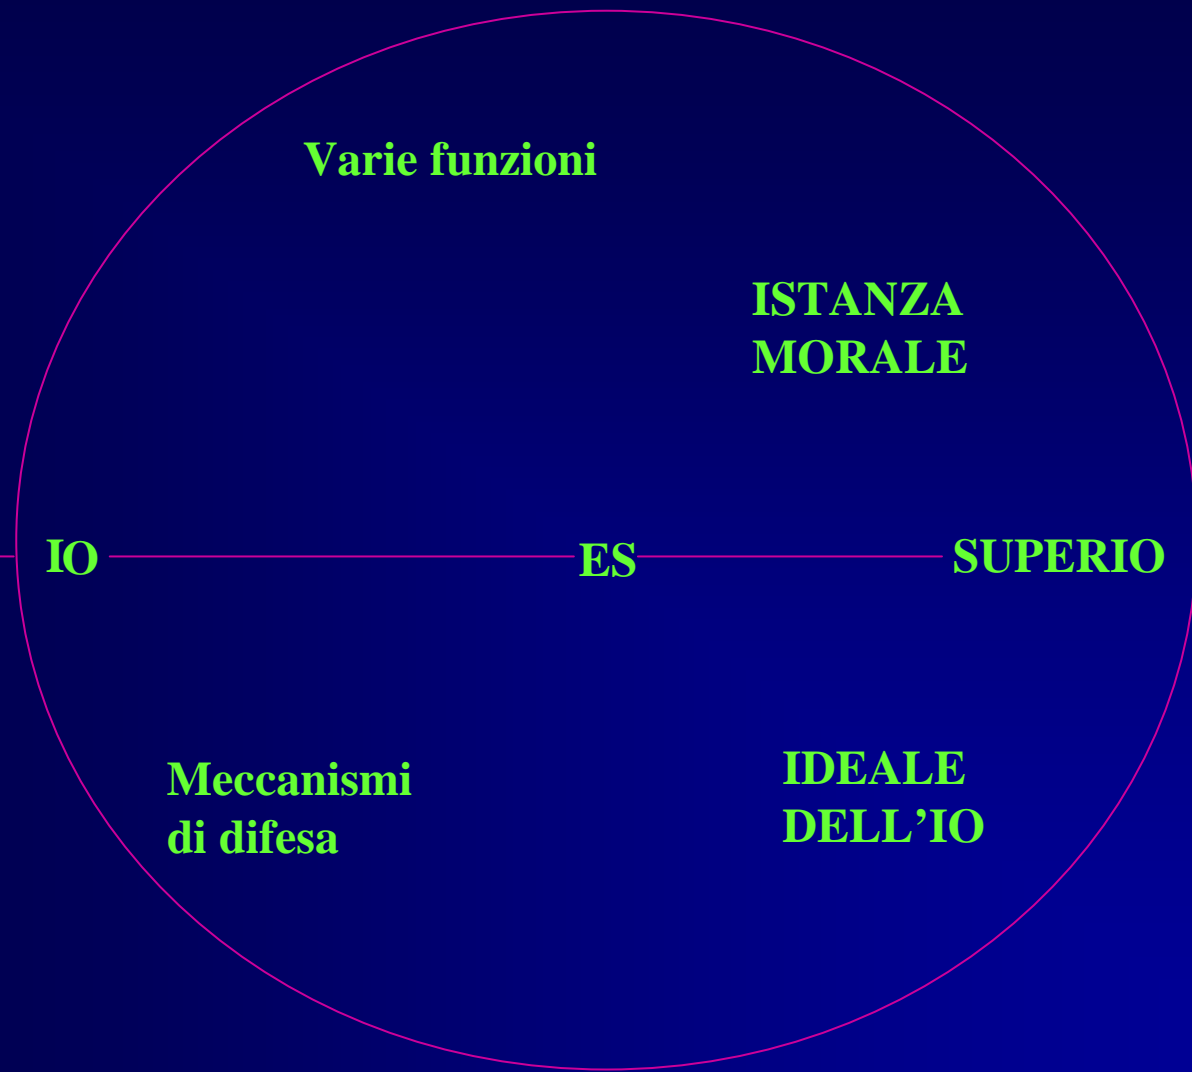 Varie funzioni
ISTANZA
MORALE
IO
ES
SUPERIO
Meccanismi
di difesa
IDEALE
DELL’IO